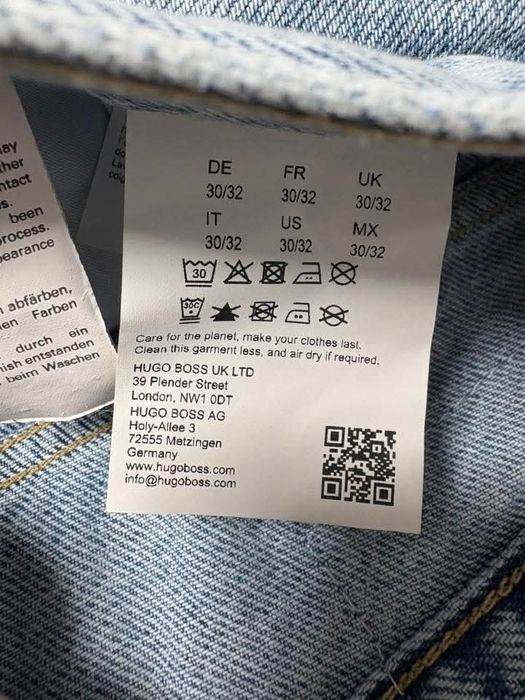 ay
ther
ntact
s.
been
rocess.
pearance
abfärben,
en Farben
durch ein
nish entstanden
beim Waschen
DE FR UK
30/32 30/32 30/32
IT US MX
30/32 30/32 30/32
30
30C
Care for the planet, make your clothes last.
Clean this garment less, and air dry if required.
HUGO BOSS UK LTD
39 Plender Street
London, NW1 0DT
HUGO BOSS AG
Holy-Allee 3
72555 Metzingen
Germany
www.hugoboss.com
info@hugoboss.com